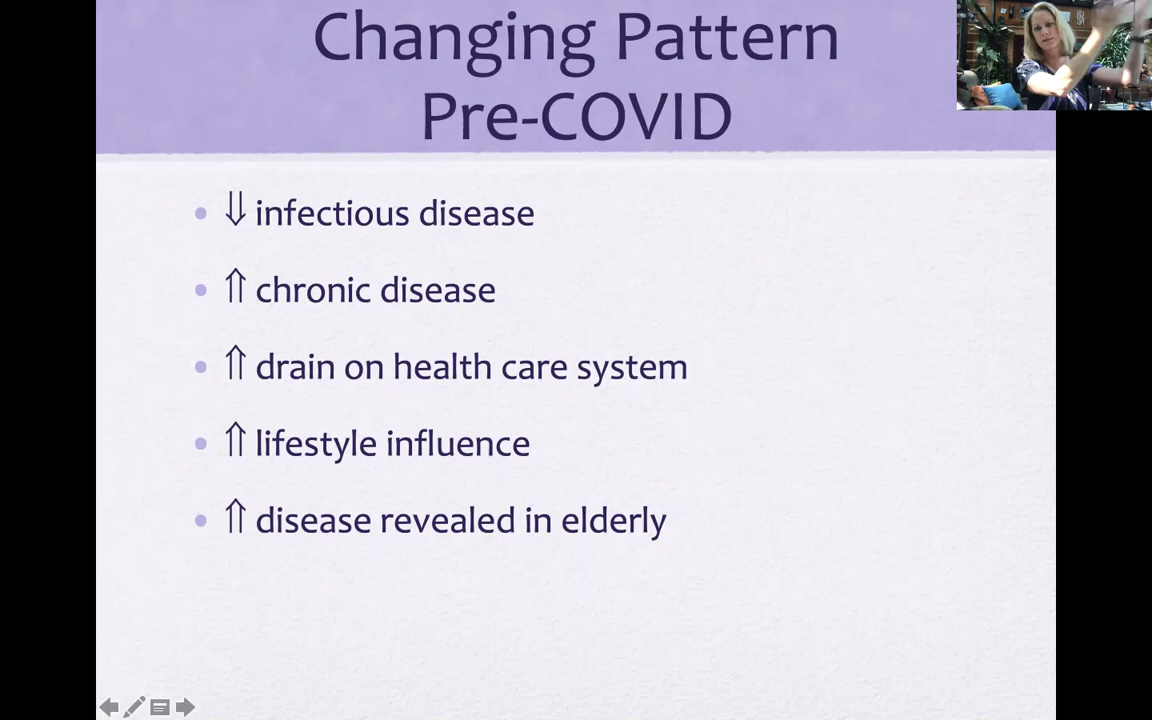 Changing Pattern
Pre-COVID
• ⇓ infectious disease
• ⇑ chronic disease
• ⇑ drain on health care system
• ⇑ lifestyle influence
• ⇑ disease revealed in elderly